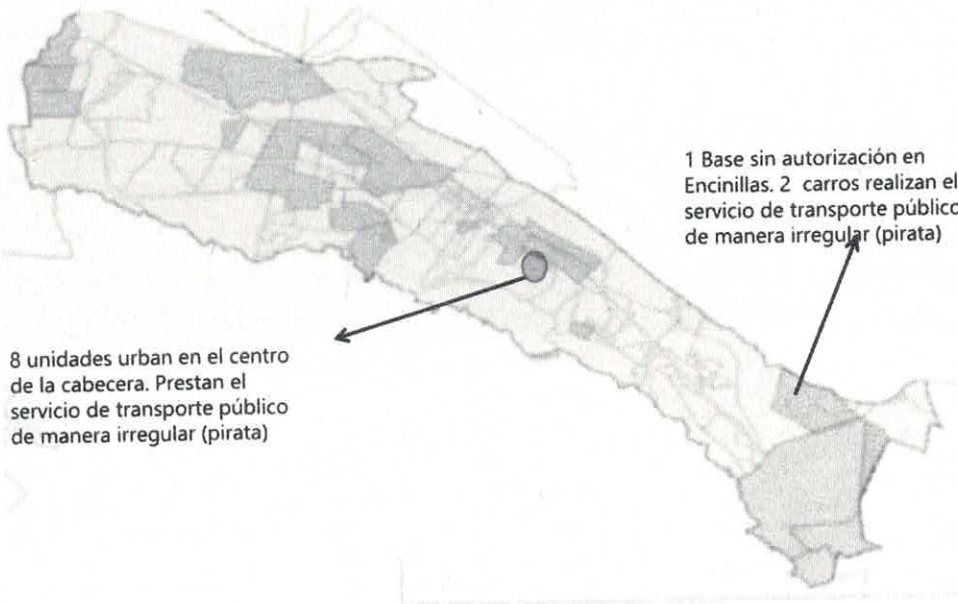 1 Base sin autorización en
Encinillas. 2 carros realizan el
servicio de transporte público
de manera irregular (pirata)
8 unidades urban en el centro
de la cabecera. Prestan el
servicio de transporte público
de manera irregular (pirata)